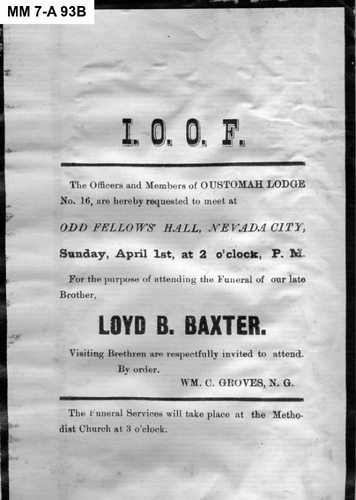 MM 7-A 93B
I. O. O. F.
The Officers and Members of OUSTOMAH LODGE
No. 16, are hereby requested to meet at
ODD FELLOWS' HALL, NEVADA CITY,
Sunday, April 1st, at 2 o'clock, P. M.
For the purpose of attending the Funeral of our late
Brother,
LOYD B. BAXTER.
Visiting Brethren are respectfully invited to attend.
By order.
WM. C. GROVES, N. G.
The Funeral Services will take place at the Metho-
dist Church at 3 o'clock.